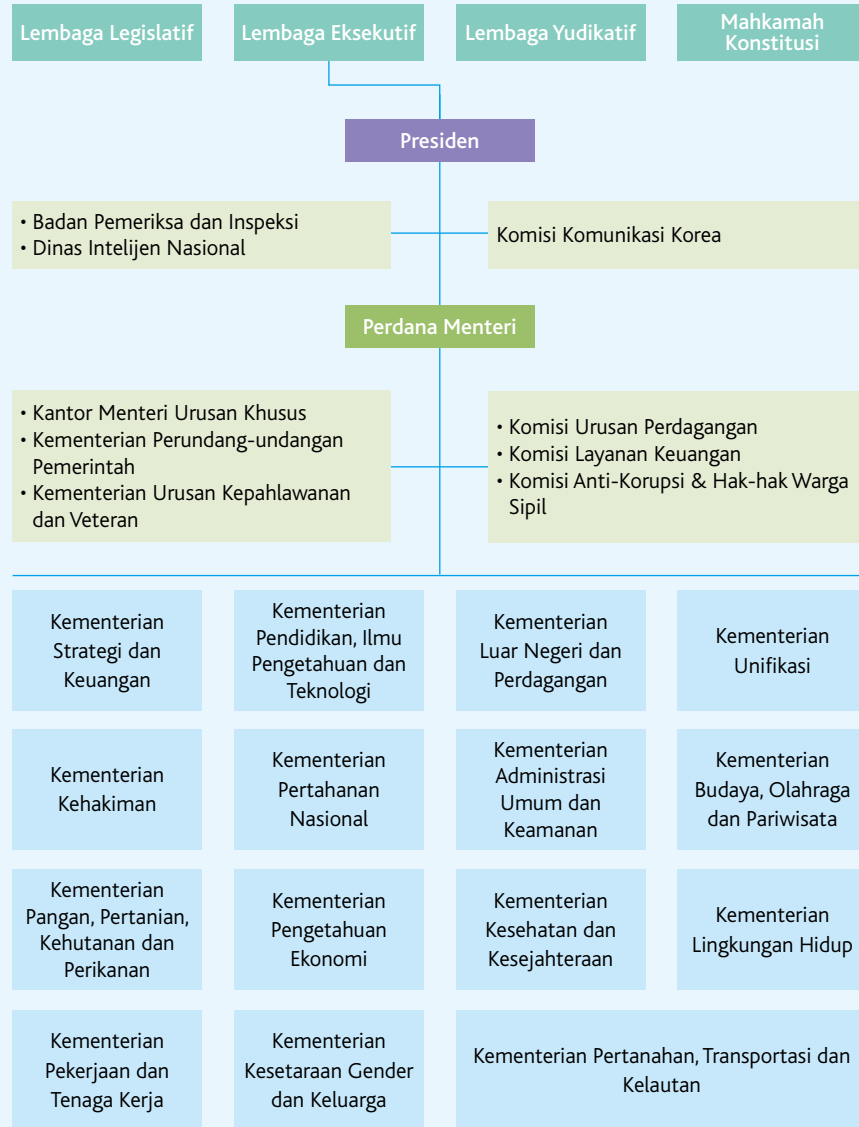 Lembaga Legislatif
Lembaga Eksekutif
Lembaga Yudikatif
Mahkamah
Konstitusi
Presiden
• Badan Pemeriksa dan Inspeksi
• Dinas Intelijen Nasional
Komisi Komunikasi Korea
Perdana Menteri
• Kantor Menteri Urusan Khusus
• Kementerian Perundang-undangan
Pemerintah
• Kementerian Urusan Kepahlawanan
dan Veteran
• Komisi Urusan Perdagangan
• Komisi Layanan Keuangan
• Komisi Anti-Korupsi & Hak-hak Warga
Sipil
Kementerian
Strategi dan
Keuangan
Kementerian
Pendidikan, Ilmu
Pengetahuan dan
Teknologi
Kementerian
Luar Negeri dan
Perdagangan
Kementerian
Unifikasi
Kementerian
Kehakiman
Kementerian
Pertahanan
Nasional
Kementerian
Administrasi
Umum dan
Keamanan
Kementerian
Budaya, Olahraga
dan Pariwisata
Kementerian
Pangan, Pertanian,
Kehutanan dan
Perikanan
Kementerian
Pengetahuan
Ekonomi
Kementerian
Kesehatan dan
Kesejahteraan
Kementerian
Lingkungan Hidup
Kementerian
Pekerjaan dan
Tenaga Kerja
Kementerian
Kesetaraan Gender
dan Keluarga
Kementerian Pertanahan, Transportasi dan
Kelautan